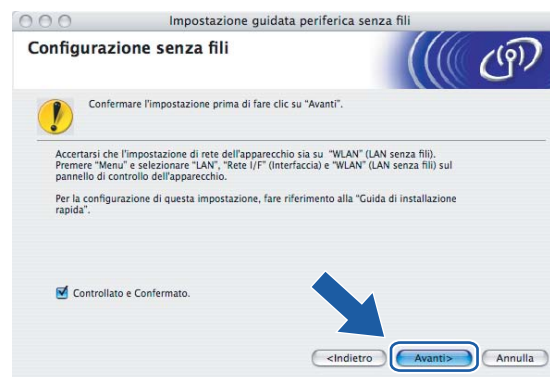 Impostazione guidata periferica senza fili
Configurazione senza fili
Confermare l'impostazione prima di fare clic su "Avanti".
Accertarsi che l'impostazione di rete dell'apparecchio sia su "WLAN" (LAN senza fili).
Premere "Menu" e selezionare "LAN", "Rete I/F" (Interfaccia) e "WLAN" (LAN senza fili) sul
pannello di controllo dell'apparecchio.
Per la configurazione di questa impostazione, fare riferimento alla "Guida di installazione
rapida".
Controllato e Confermato.
<Indietro
Avanti>
Annulla